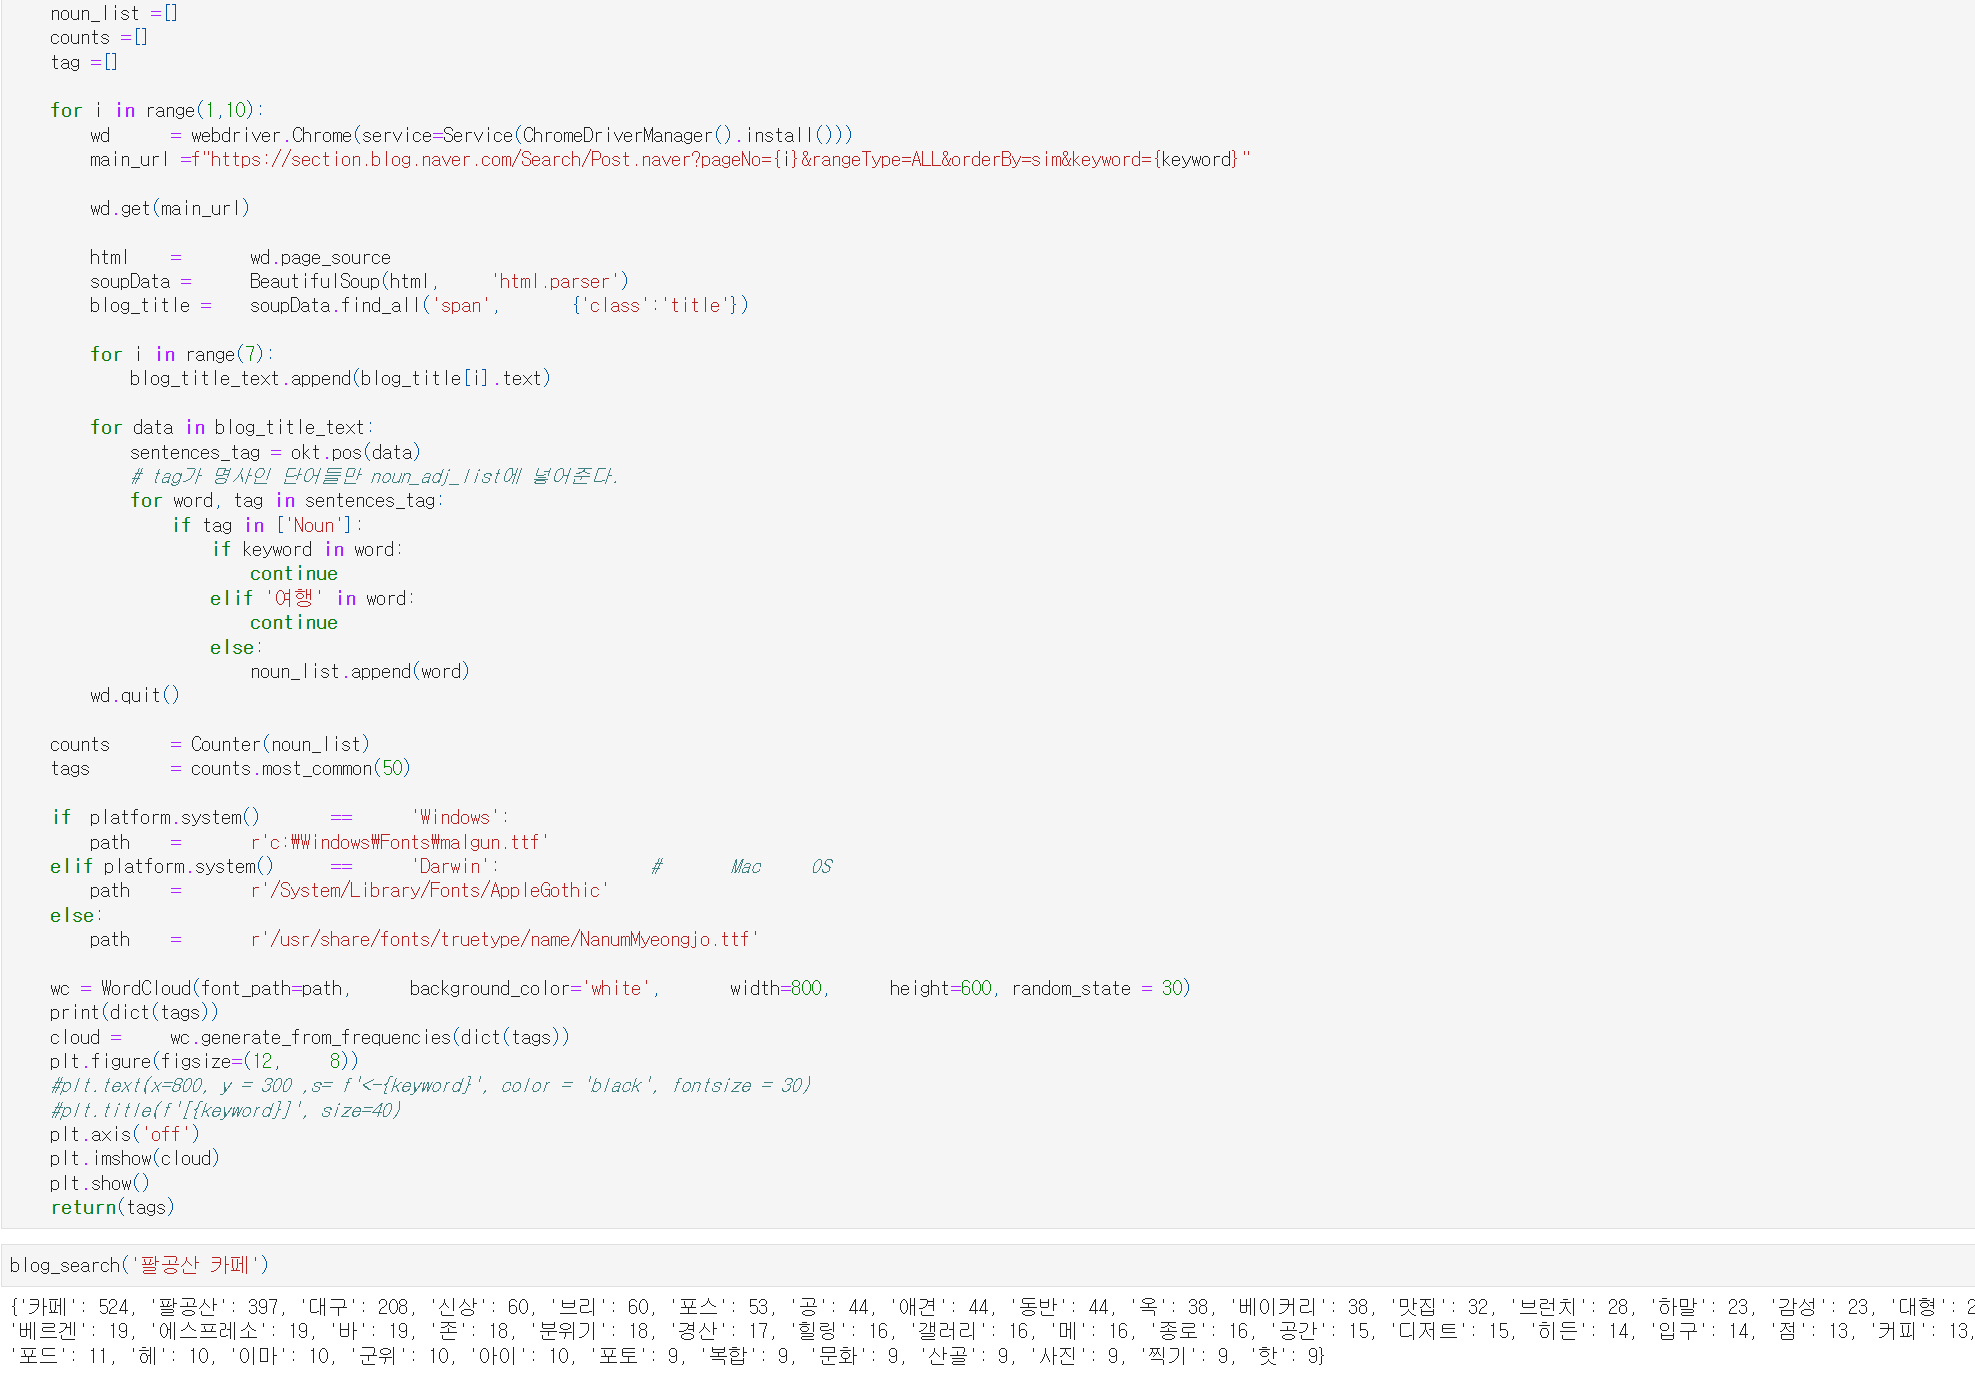 noun_list =[]
counts =[]
tag =[]
for i in range(1,10):
wd = webdriver.Chrome(service=Service(ChromeDriverManager().install()))
main_url =f"https://section.blog.naver.com/Search/Post.naver?pageNo={i}&rangeType=ALL&orderBy=sim&keyword={keyword}"
wd.get(main_url)
html = wd.page_source
soupData = BeautifulSoup(html, 'html.parser')
blog_title = soupData.find_all('span', {'class':'title'})
for i in range(7):
blog_title_text.append(blog_title[i].text)
for data in blog_title_text:
sentences_tag = okt.pos(data)
# tag가 명사인 단어들만 noun_adj_list에 넣어준다.
for word, tag in sentences_tag:
if tag in ['Noun']:
if keyword in word:
continue
elif '여행' in word:
continue
else:
noun_list.append(word)
wd.quit()
counts = Counter(noun_list)
tags = counts.most_common(50)
if platform.system() == 'Windows':
path = r'c:₩Windows₩Fonts₩malgun.ttf'
elif platform.system() == 'Darwin': # Mac OS
path = r'/System/Library/Fonts/AppleGothic'
else:
path = r'/usr/share/fonts/truetype/name/NanumMyeongjo.ttf'
wc = WordCloud(font_path=path, background_color='white', width=800, height=600, random_state = 30)
print(dict(tags))
cloud = wc.generate_from_frequencies(dict(tags))
plt.figure(figsize=(12, 8))
#plt.text(x=800, y = 300 ,s= f'<-{keyword}', color = 'black', fontsize = 30)
#plt.title(f'[{keyword}]', size=40)
plt.axis('off')
plt.imshow(cloud)
plt.show()
return(tags)
blog_search('팔공산 카페')
{'카페': 524, '팔공산': 397, '대구': 208, '신상': 60, '브리': 60, '포스': 53, '공': 44, '애견': 44, '동반': 44, '옥': 38, '베이커리': 38, '맛집': 32, '브런치': 28, '하말': 23, '감성': 23, '대형': 2
'베르겐': 19, '에스프레소': 19, '바': 19, '존': 18, '분위기': 18, '경산': 17, '힐링': 16, '갤러리': 16, '메': 16, '종로': 16, '공간': 15, '디저트': 15, '히든': 14, '입구': 14, '점': 13, '커피': 13,
'포드': 11, '헤': 10, '이마': 10, '군위': 10, '아이': 10, '포토': 9, '복합': 9, '문화': 9, '산골': 9, '사진': 9, '찍기': 9, '핫': 9}